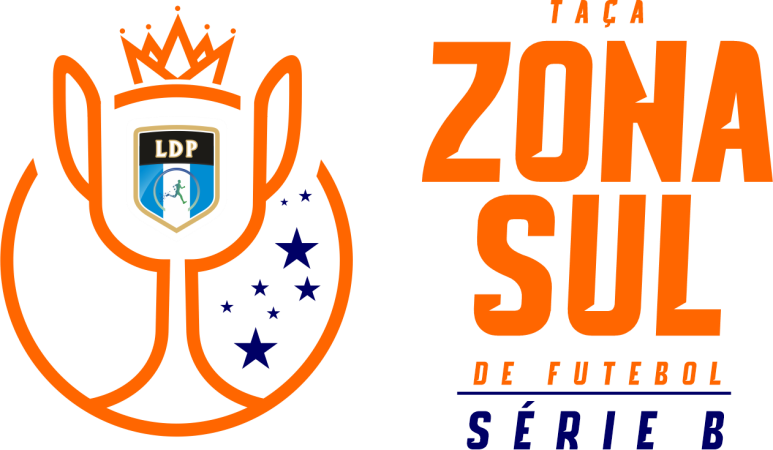 LDP
TAÇA
ZONA
SUL
DE FUTEBOL
SÉRIE B